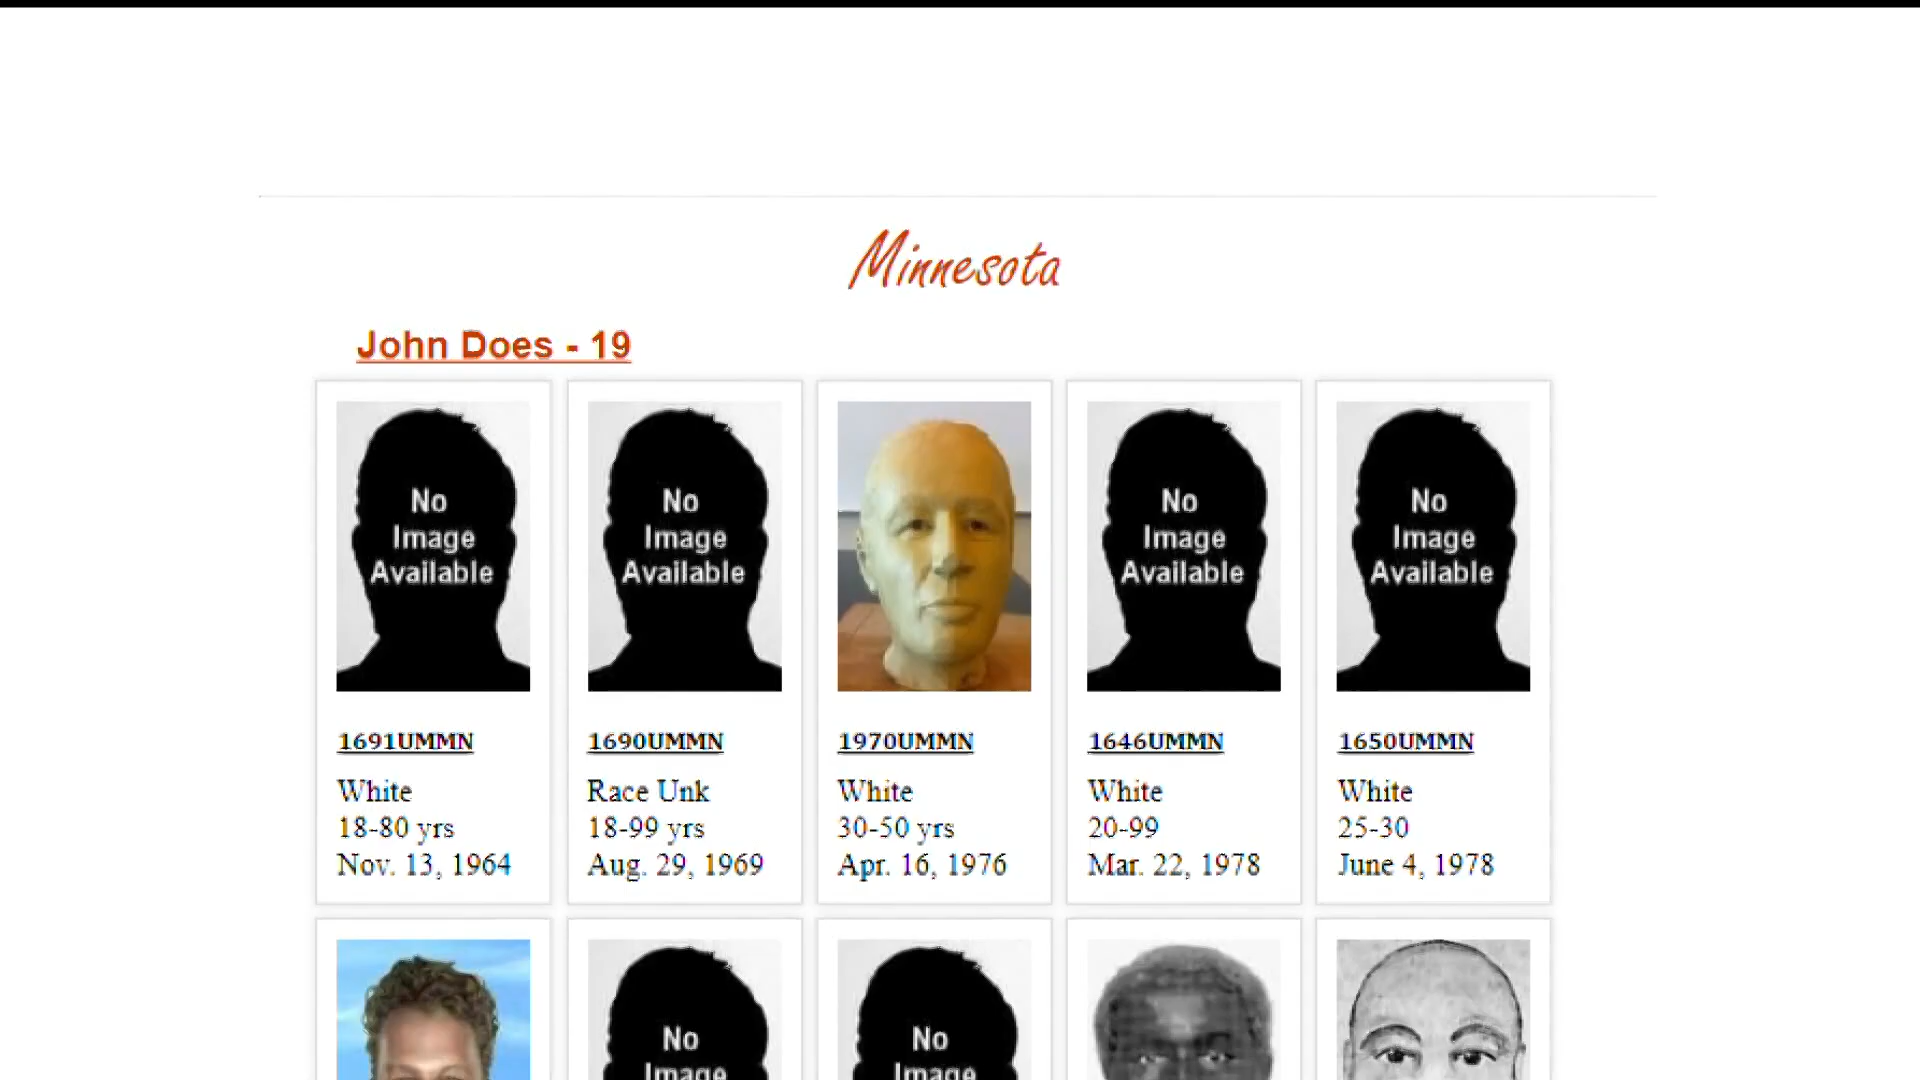 Minnesota
John Does - 19
No
Image
Available
No
Image
Available
No
Image
Available
No
Image
Available
1691UMMN
White
18-80 yrs
Nov. 13, 1964
1690UMMN
Race Unk
18-99 yrs
Aug. 29, 1969
1970UMMN
White
30-50 yrs
Apr. 16, 1976
1646UMMN
White
20-99
Mar. 22, 1978
1650UMMN
White
25-30
June 4, 1978
No
Image
No
Image